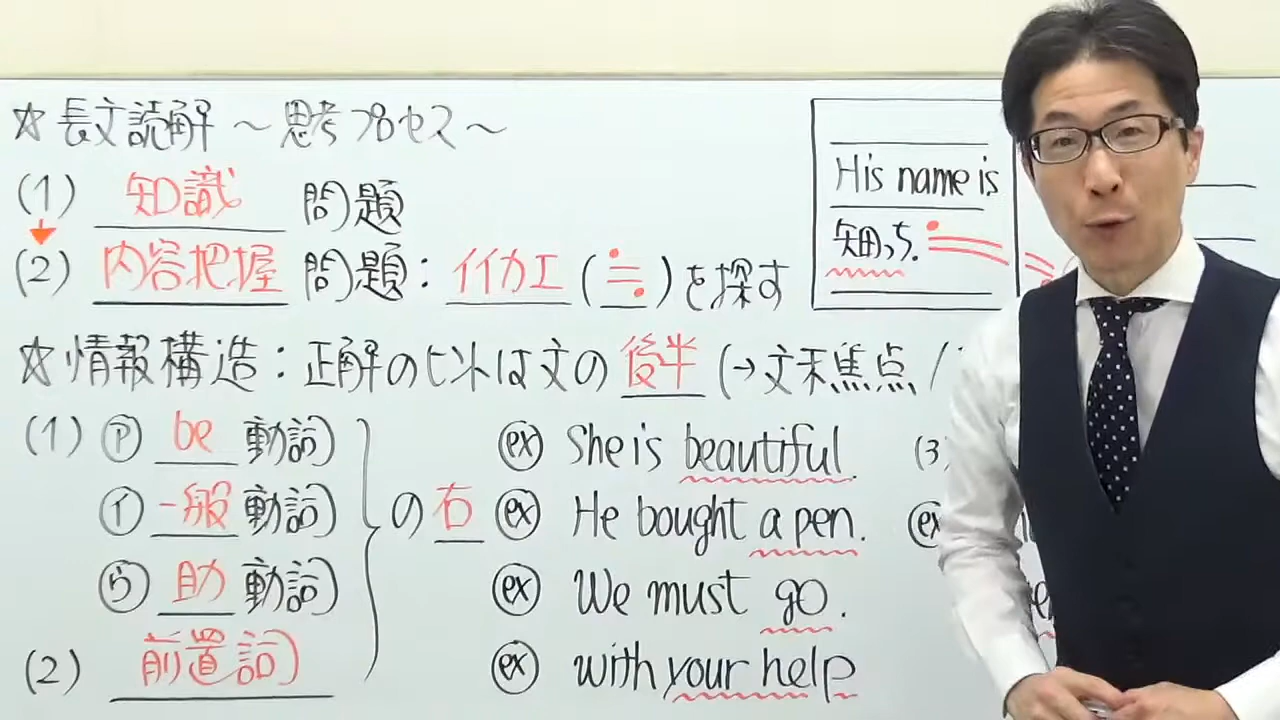 ☆長文読解 ～思考プロセス～
(1) 知識 問題
(2) 内容把握 問題：イイカエ(≒)を探す
His name is
知田っち.
☆情報構造：正解のヒントは文の後半 (→文末焦点 /
(1) ㋐ be 動詞
㋑ 一般 動詞
㋒ 助 動詞
(2) 前置詞
の右
ex She is beautiful.
ex He bought a pen.
ex We must go.
ex with your help
(3)
ex